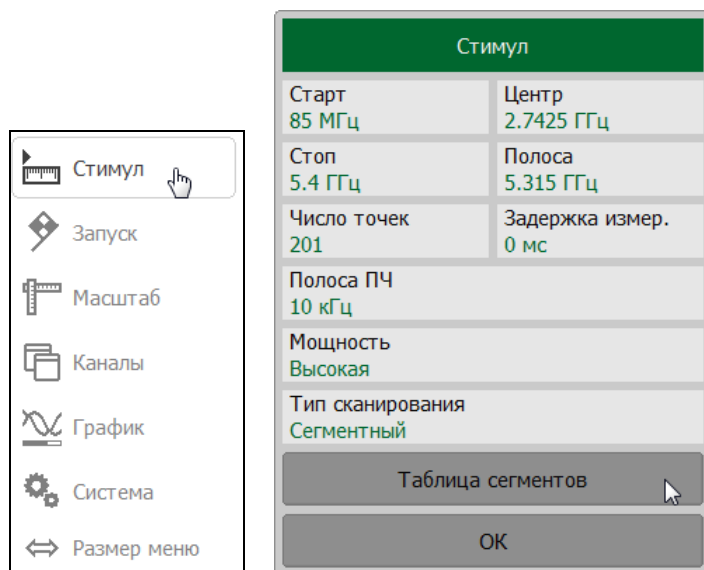 Стимул
Запуск
Масштаб
Каналы
График
Система
Размер меню
Стимул
Старт
85 МГц
Центр
2.7425 ГГц
Стоп
5.4 ГГц
Полоса
5.315 ГГц
Число точек
201
Задержка измер.
0 мс
Полоса ПЧ
10 кГц
Мощность
Высокая
Тип сканирования
Сегментный
Таблица сегментов
ОК